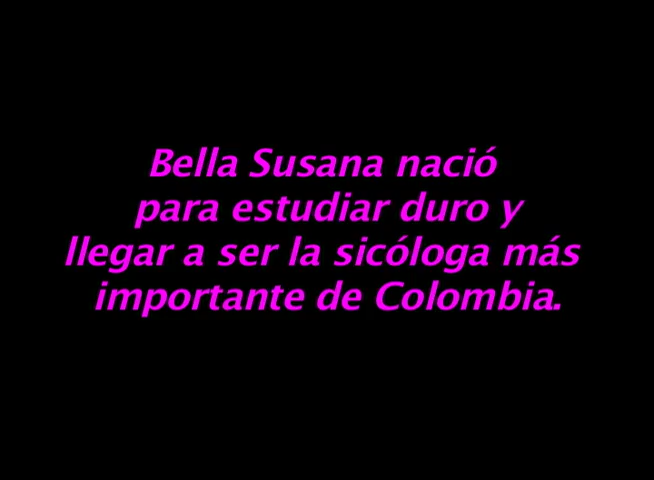 Bella Susana nació
para estudiar duro y
llegar a ser la sicóloga más
importante de Colombia.